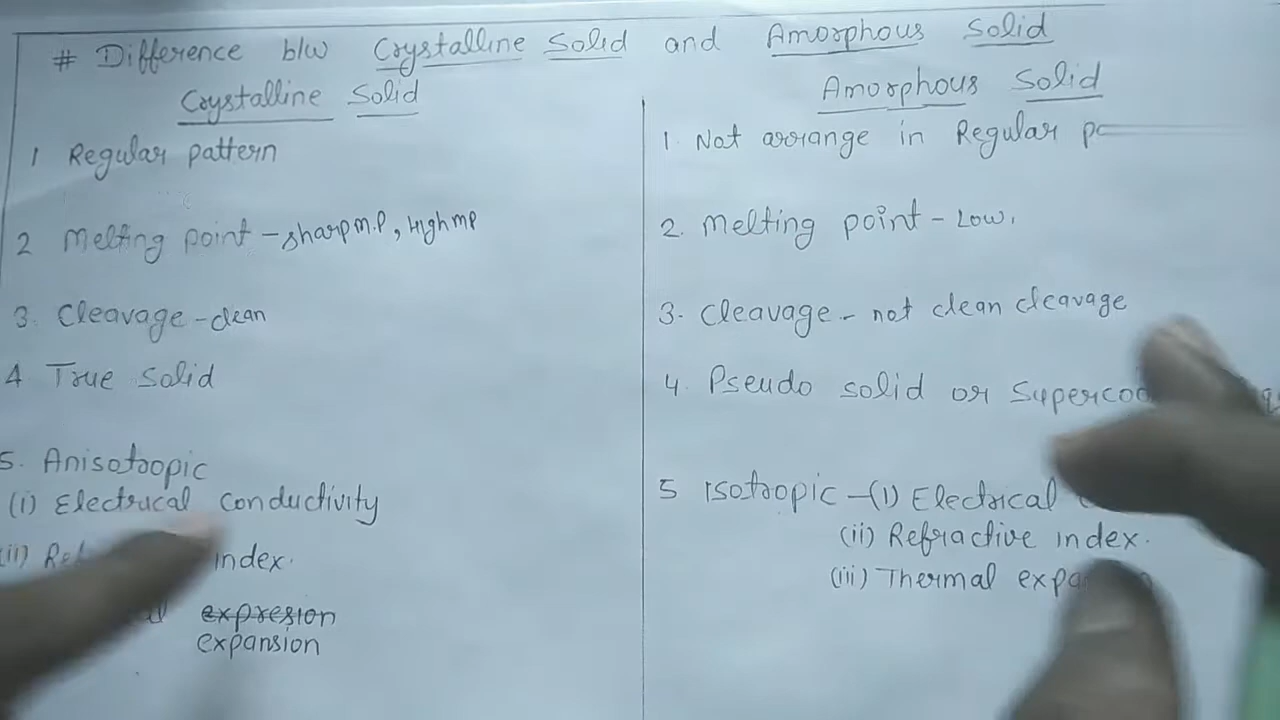 # Difference b/w Crystalline Solid and Amorphous Solid
Crystalline Solid
1 Regular pattern
2 Melting point - sharp M.P, High mp
3. Cleavage - clean
4 True Solid
5. Anisotropic
(i) Electrical conductivity
(ii) index.
expresion
expansion
Amorphous Solid
1. Not arrange in Regular
2. Melting point - Low.
3. Cleavage - not clean cleavage
4. Pseudo solid or
5 Isotropic - (i) Electrical
(ii) Refractive index.
(iii) Thermal